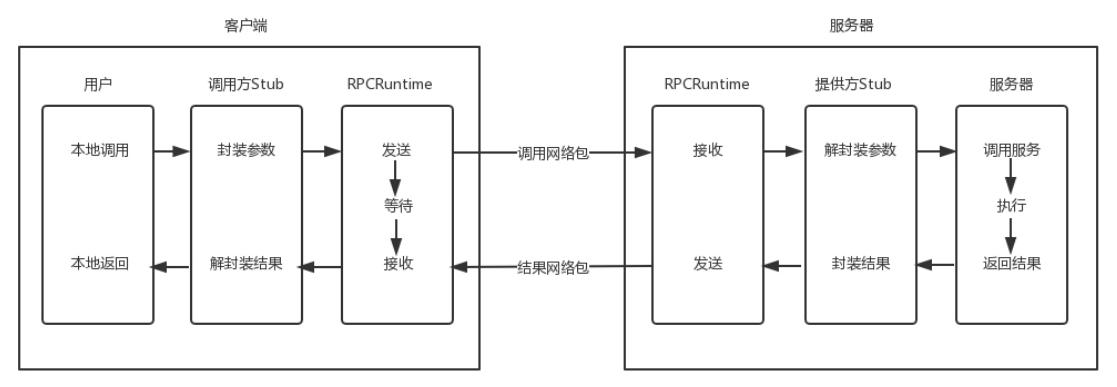 客户端
服务器
用户
调用方Stub
RPCRuntime
RPCRuntime
提供方Stub
服务器
本地调用
封装参数
发送
调用网络包
接收
解封装参数
调用服务
等待
执行
本地返回
解封装结果
接收
结果网络包
发送
封装结果
返回结果